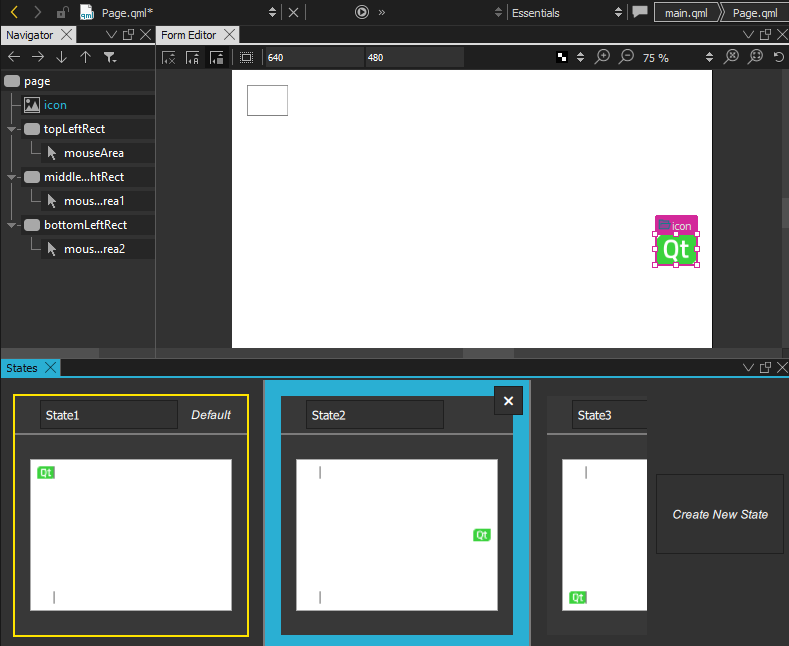 Page.qml*
Essentials
main.qml
Page.qml
Navigator
Form Editor
640
480
75 %
page
icon
topLeftRect
mouseArea
middle...htRect
mous...rea1
bottomLeftRect
mous...rea2
icon
Qt
States
State1
Default
State2
State3
Qt
Qt
Qt
Create New State